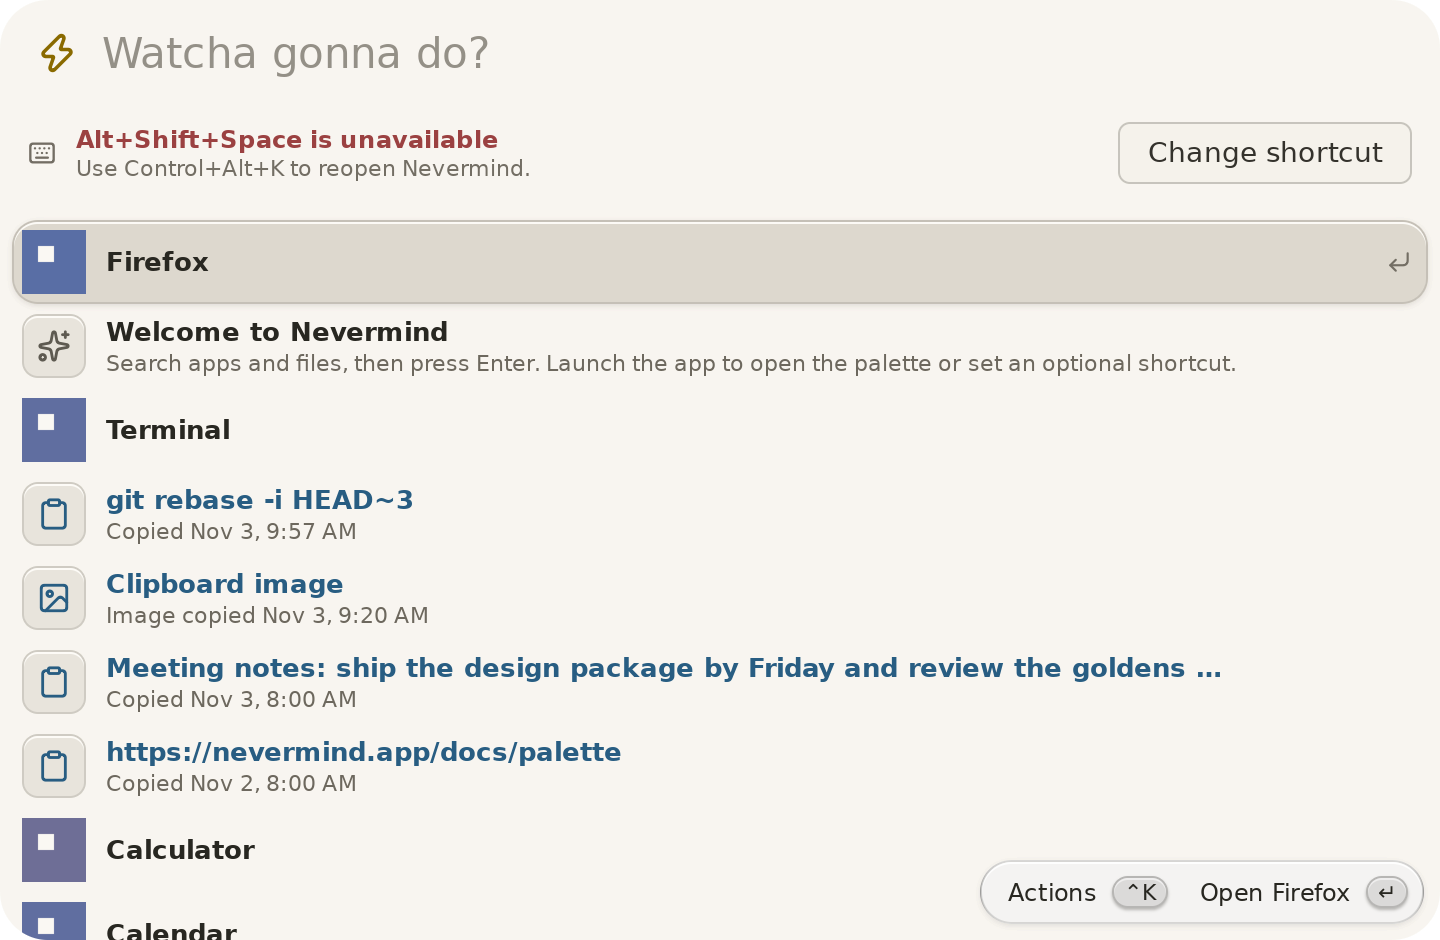 Watcha gonna do?
Alt+Shift+Space is unavailable
Use Control+Alt+K to reopen Nevermind.
Change shortcut
Firefox
Welcome to Nevermind
Search apps and files, then press Enter. Launch the app to open the palette or set an optional shortcut.
Terminal
git rebase -i HEAD~3
Copied Nov 3, 9:57 AM
Clipboard image
Image copied Nov 3, 9:20 AM
Meeting notes: ship the design package by Friday and review the goldens …
Copied Nov 3, 8:00 AM
https://nevermind.app/docs/palette
Copied Nov 2, 8:00 AM
Calculator
Actions ^K Open Firefox ↵
Calendar